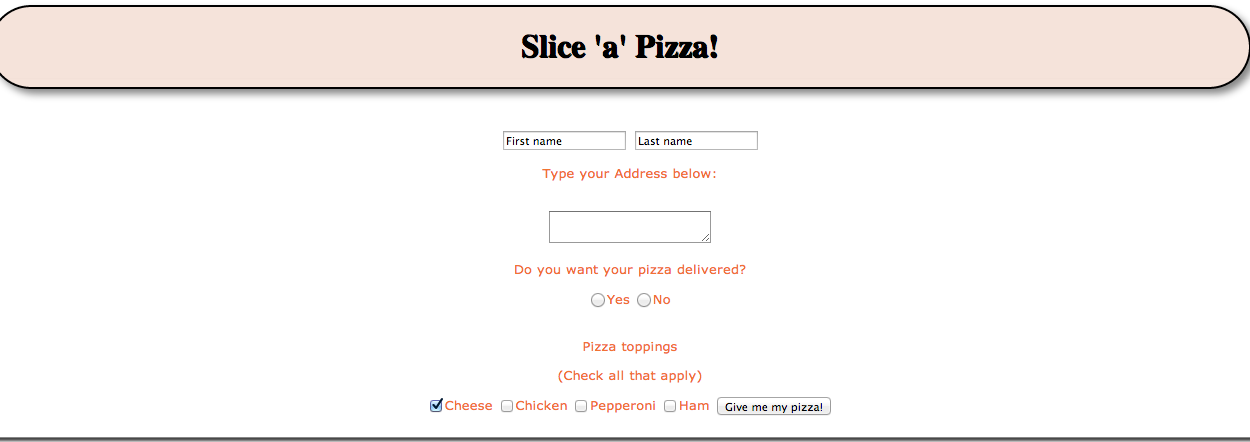 Slice 'a' Pizza!
First name Last name
Type your Address below:
Do you want your pizza delivered?
Yes No
Pizza toppings
(Check all that apply)
Cheese Chicken Pepperoni Ham Give me my pizza!